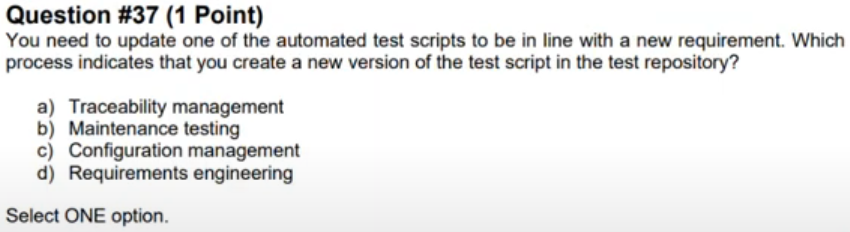 Question #37 (1 Point)
You need to update one of the automated test scripts to be in line with a new requirement. Which
process indicates that you create a new version of the test script in the test repository?
a) Traceability management
b) Maintenance testing
c) Configuration management
d) Requirements engineering
Select ONE option.